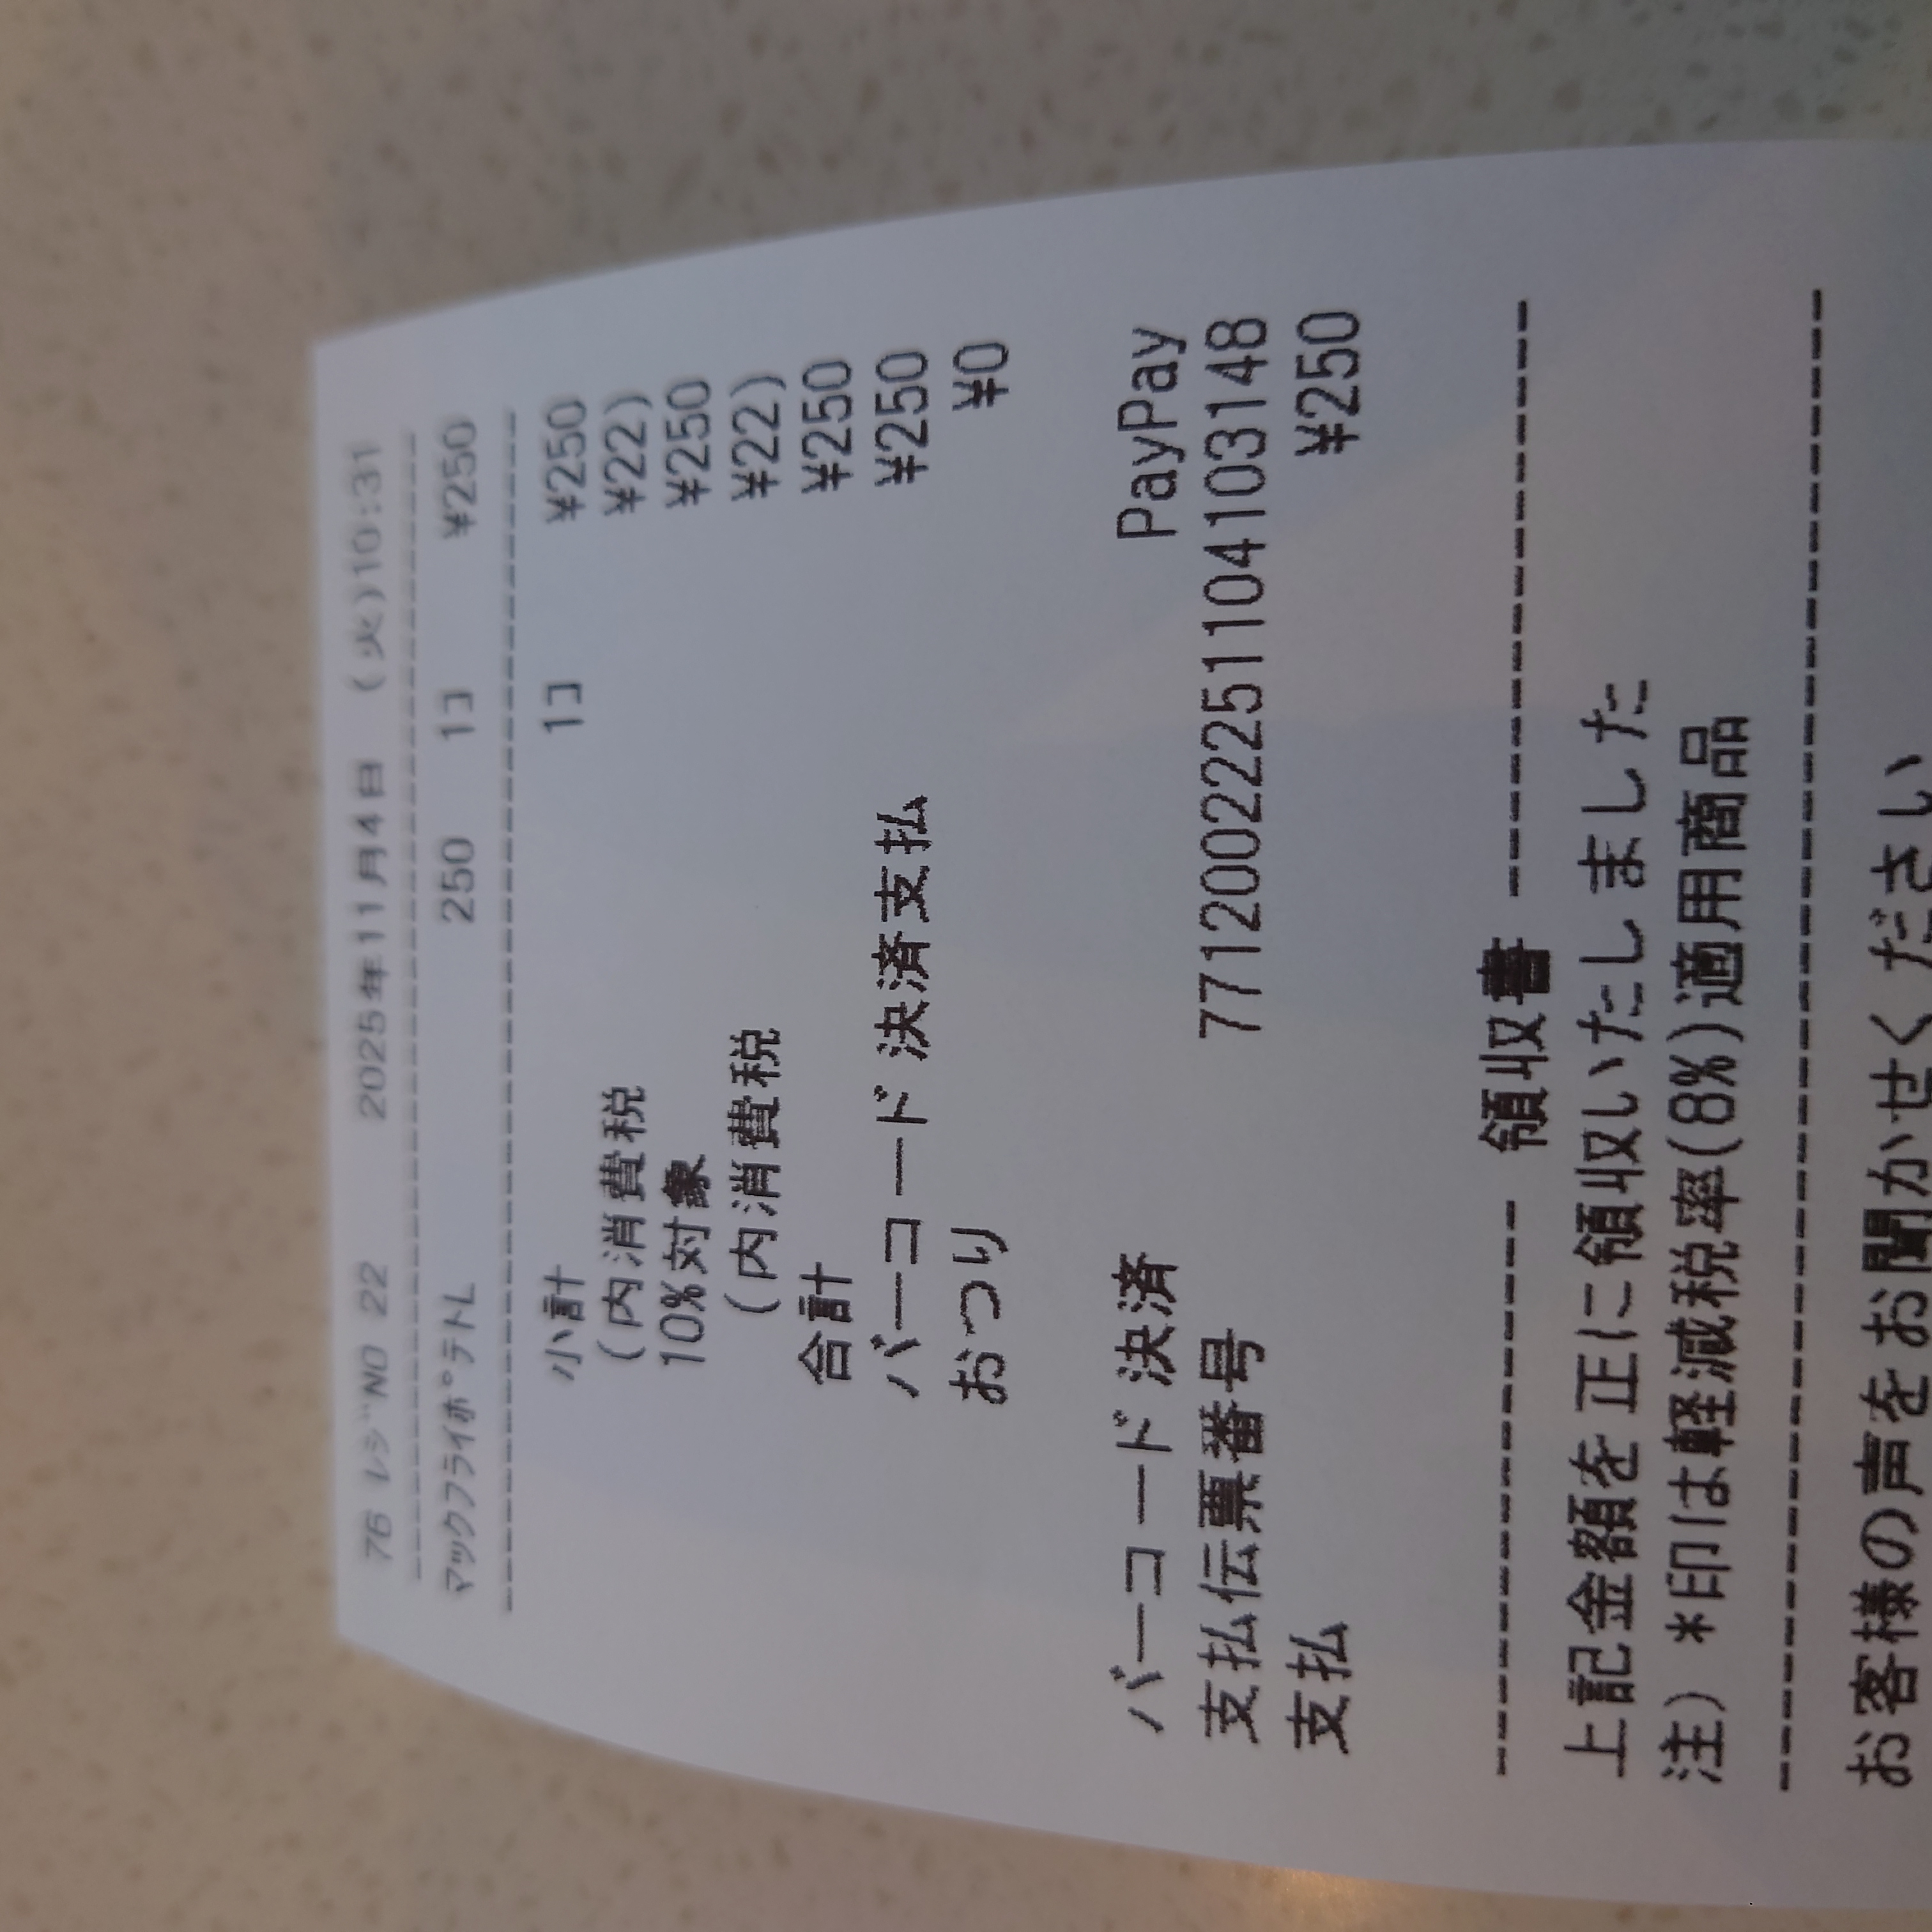 76 ﾚｼﾞNO 22 2025年11月4日 (火)10:31
ﾏｯｸﾌﾗｲﾎﾟﾃﾄL 250 1コ ¥250
小計 1コ ¥250
(内消費税 ¥22)
10%対象 ¥250
(内消費税 ¥22)
合計 ¥250
バーコード決済支払 ¥250
おつり ¥0
バーコード決済 PayPay
支払伝票番号 77120022251104103148
支払 ¥250
領収書
上記金額を正に領収いたしました
注) *印は軽減税率(8%)適用商品
お客様の声をお聞かせください